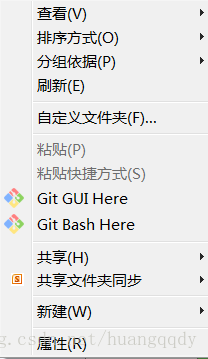 查看(V)
排序方式(O)
分组依据(P)
刷新(E)
自定义文件夹(F)...
粘贴(P)
粘贴快捷方式(S)
Git GUI Here
Git Bash Here
共享(H)
共享文件夹同步
新建(W)
属性(R)